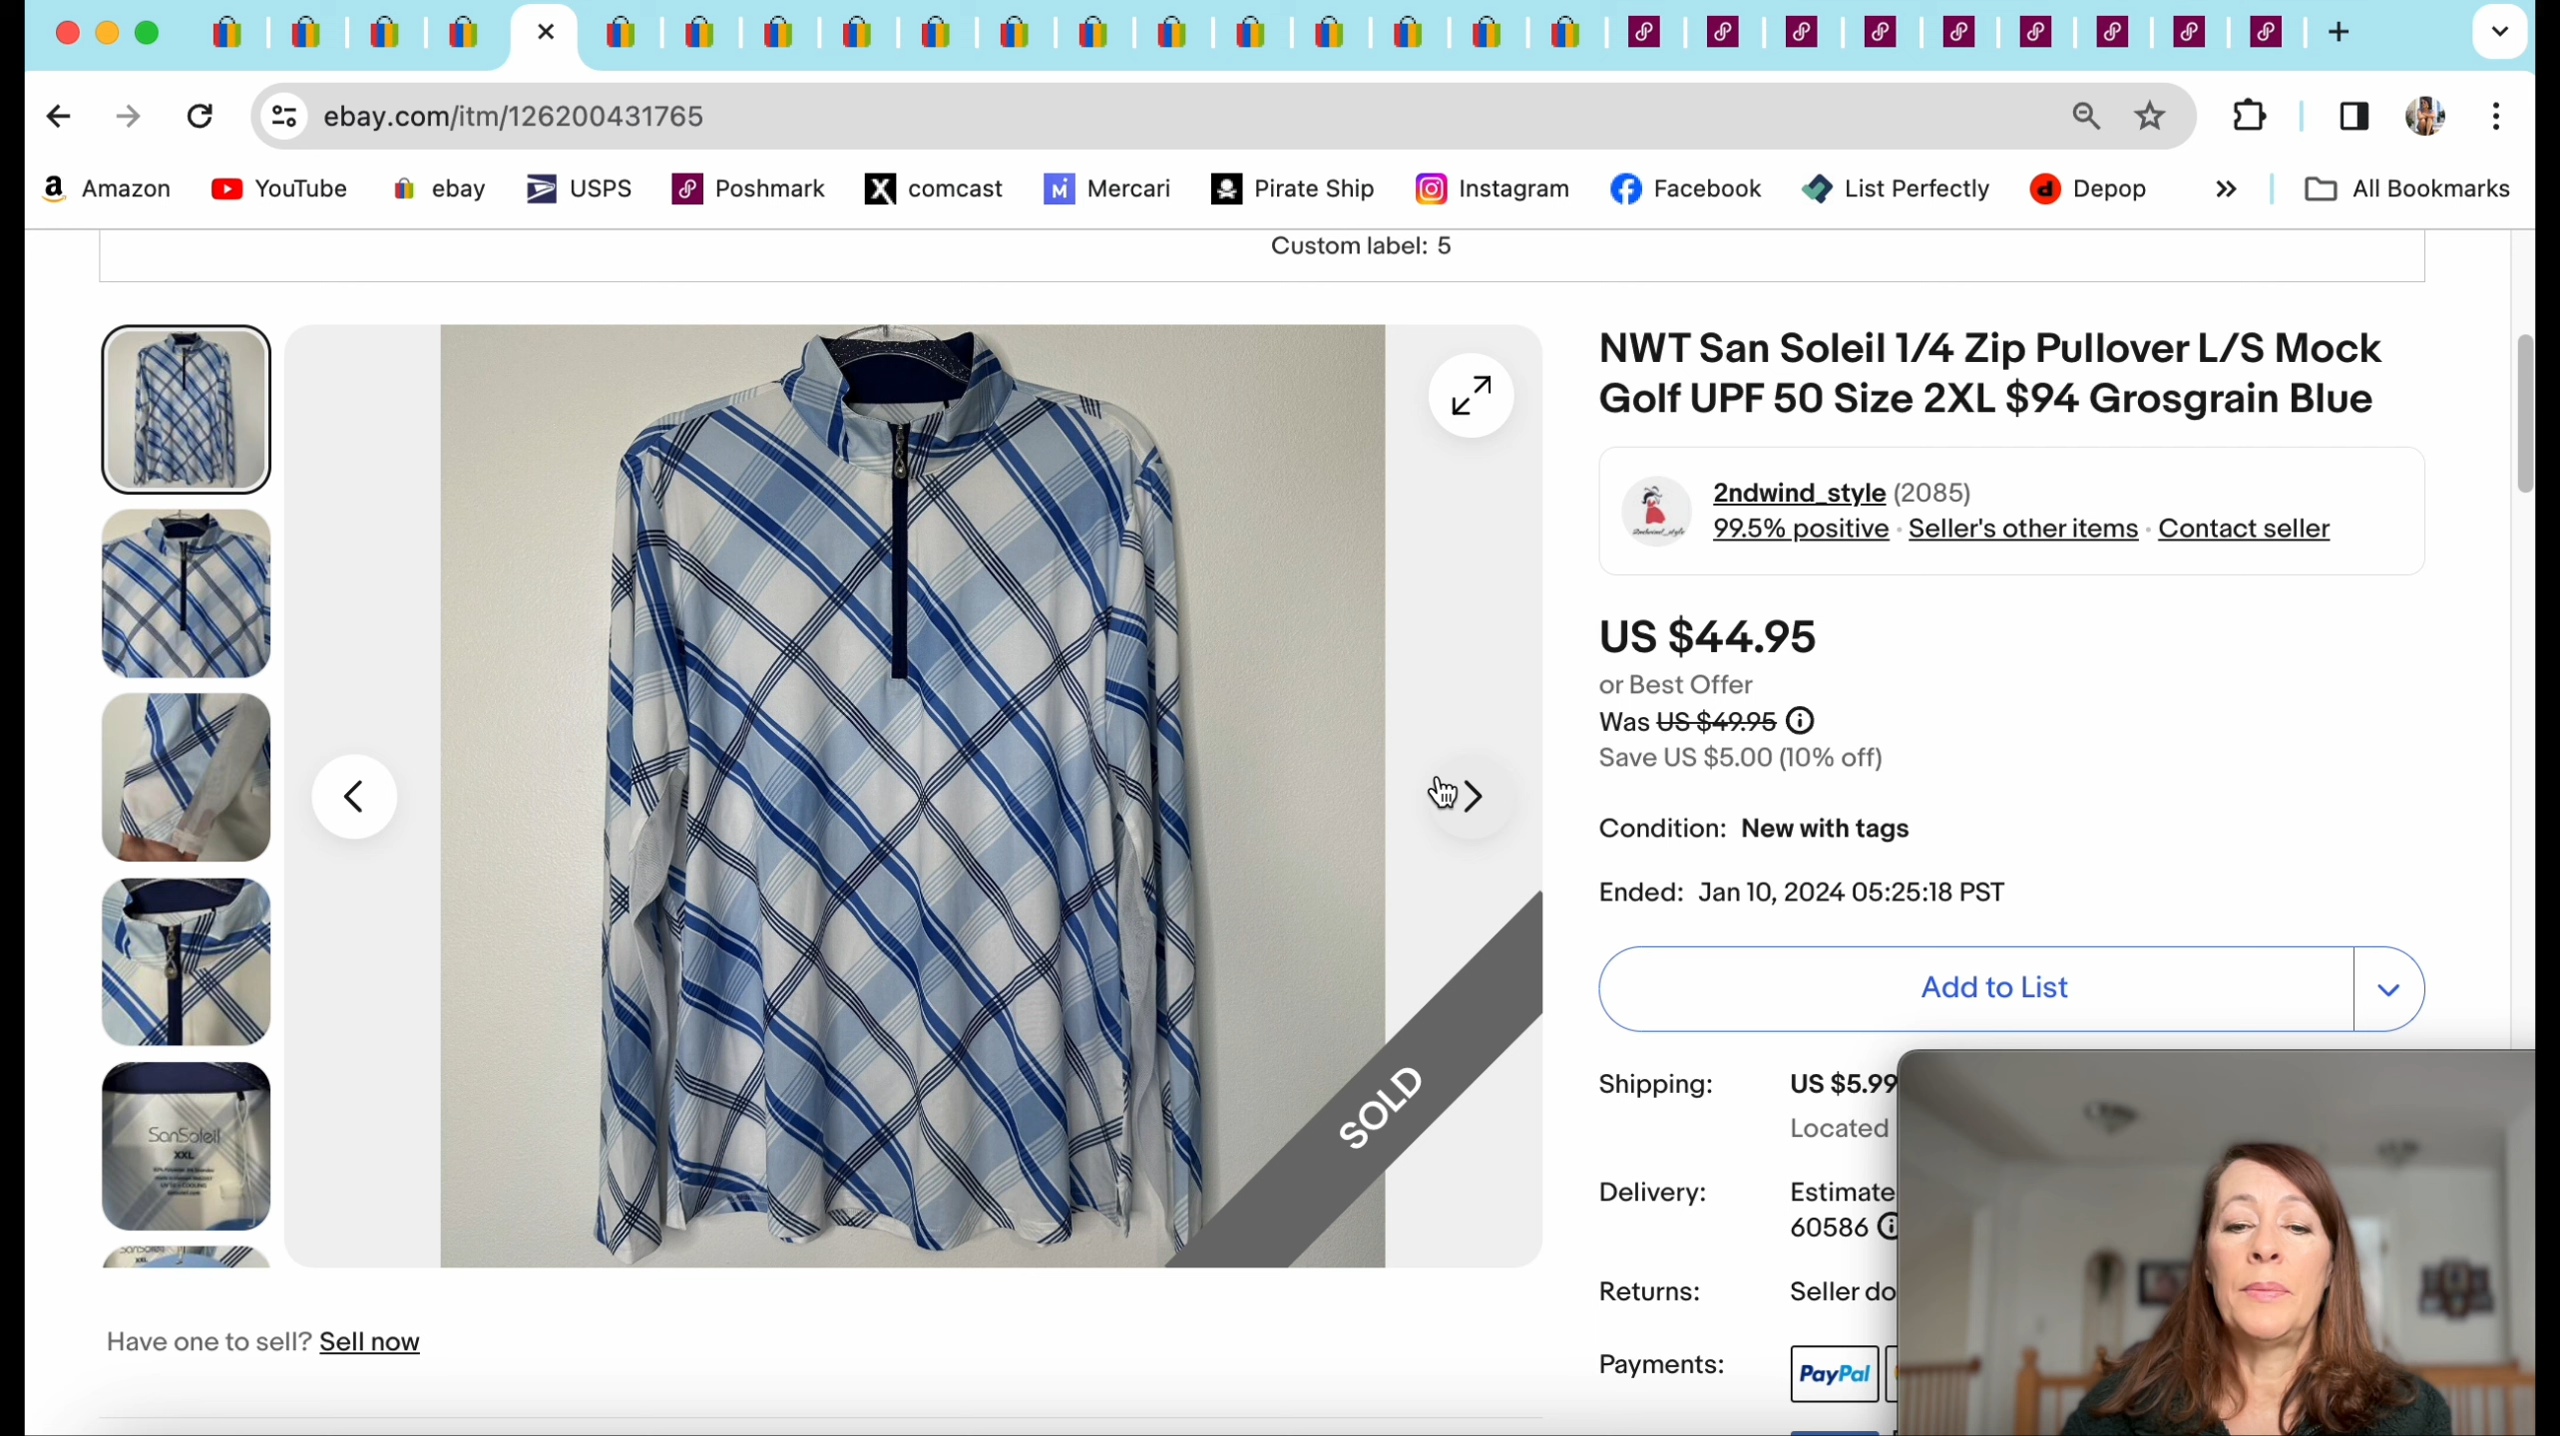 ebay.com/itm/126200431765
Amazon YouTube ebay USPS Poshmark comcast Mercari Pirate Ship Instagram Facebook List Perfectly Depop All Bookmarks
Custom label: 5
NWT San Soleil 1/4 Zip Pullover L/S Mock
Golf UPF 50 Size 2XL $94 Grosgrain Blue
2ndwind_style (2085)
99.5% positive · Seller's other items · Contact seller
US $44.95
or Best Offer
Was US $49.95
Save US $5.00 (10% off)
Condition: New with tags
Ended: Jan 10, 2024 05:25:18 PST
Add to List
SOLD
Shipping: US $5.99
Located
Delivery: Estimate
60586
Returns: Seller do
Payments: PayPal
SanSoleil
XXL
Have one to sell? Sell now